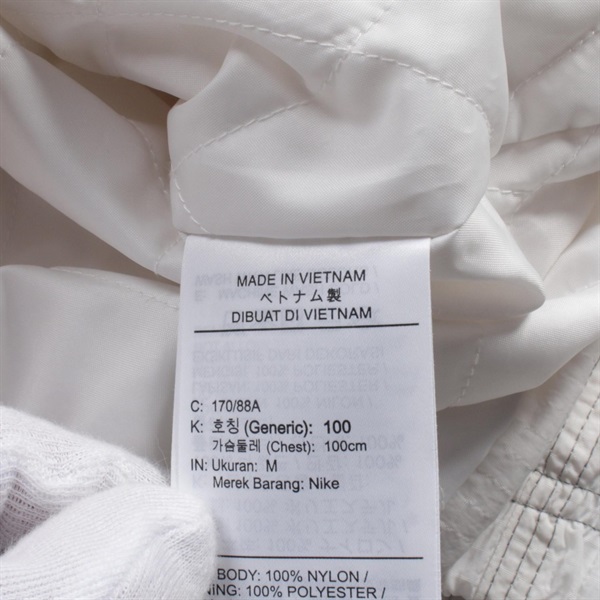 MADE IN VIETNAM
ベトナム製
DIBUAT DI VIETNAM
C: 170/88A
K: 호칭 (Generic): 100
가슴둘레 (Chest): 100cm
IN: Ukuran: M
Merek Barang: Nike
BODY: 100% NYLON /
NING: 100% POLYESTER /